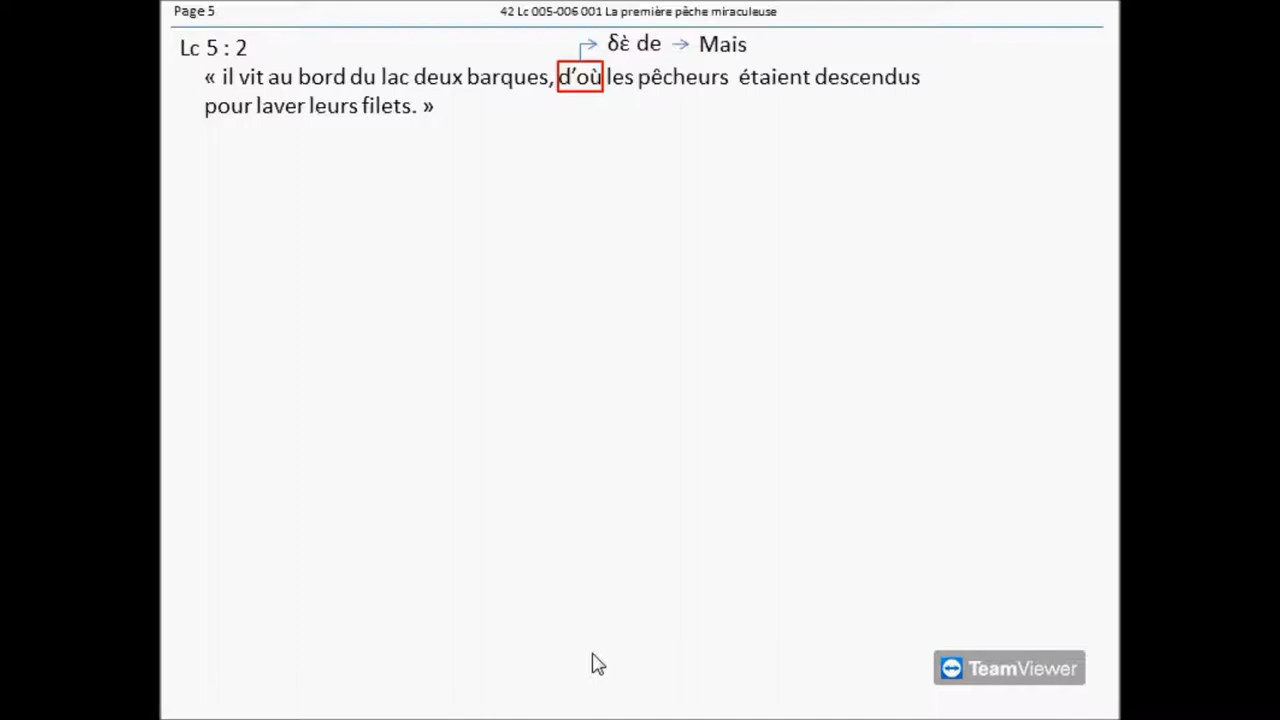 Page 5
42 Lc 005-006 001 La première pêche miraculeuse
Lc 5 : 2
δὲ de → Mais
« il vit au bord du lac deux barques, d’où les pêcheurs étaient descendus
pour laver leurs filets. »
TeamViewer